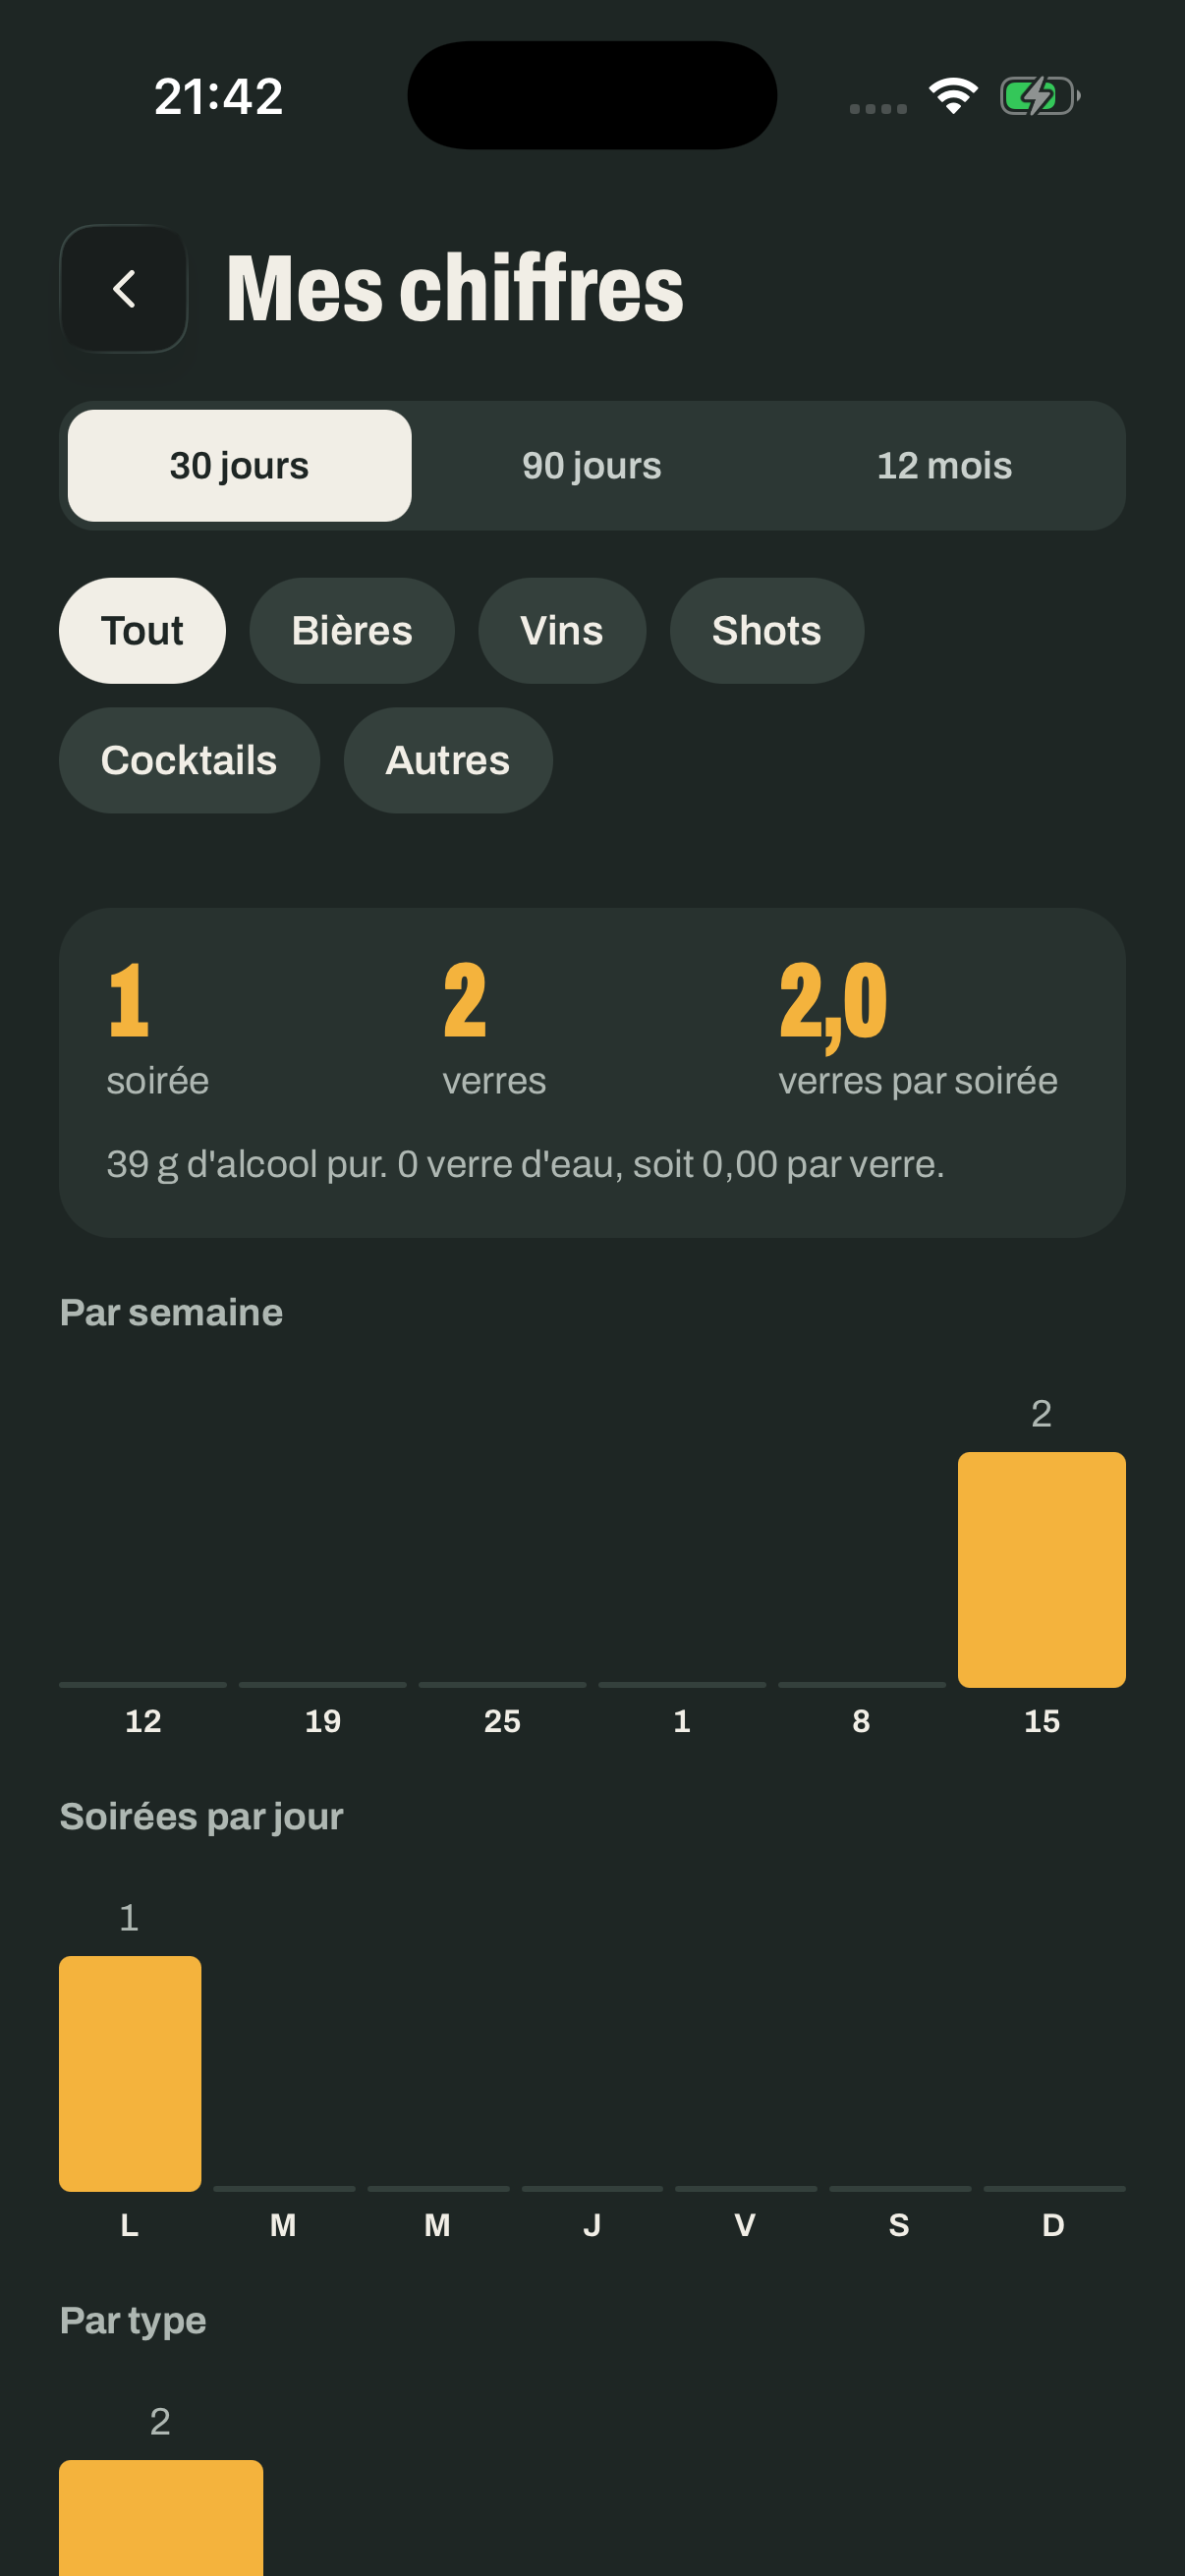 21:42
Mes chiffres
30 jours 90 jours 12 mois
Tout Bières Vins Shots
Cocktails Autres
1 2 2,0
soirée verres verres par soirée
39 g d'alcool pur. 0 verre d'eau, soit 0,00 par verre.
Par semaine
2
12 19 25 1 8 15
Soirées par jour
1
L M M J V S D
Par type
2